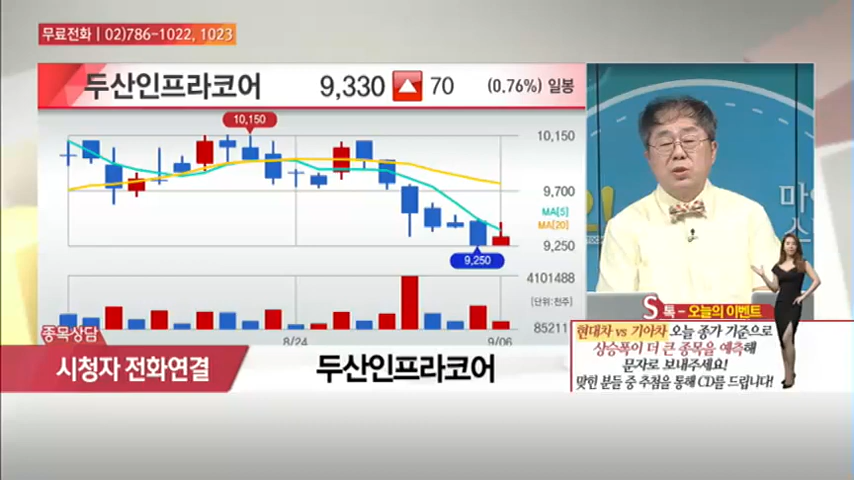 무료전화 | 02)786-1022, 1023
두산인프라코어 9,330 70 (0.76%) 일봉
10,150
10,150
9,700
MA[5]
MA[20]
9,250
9,250
4101488
[단위:천주]
85211
8/24
9/06
마이
스
종목상담
시청자 전화연결
두산인프라코어
S톡 - 오늘의 이벤트
현대차 vs 기아차 오늘 종가 기준으로
상승폭이 더 큰 종목을 예측해
문자로 보내주세요!
맞힌 분들 중 추첨을 통해 CD를 드립니다!